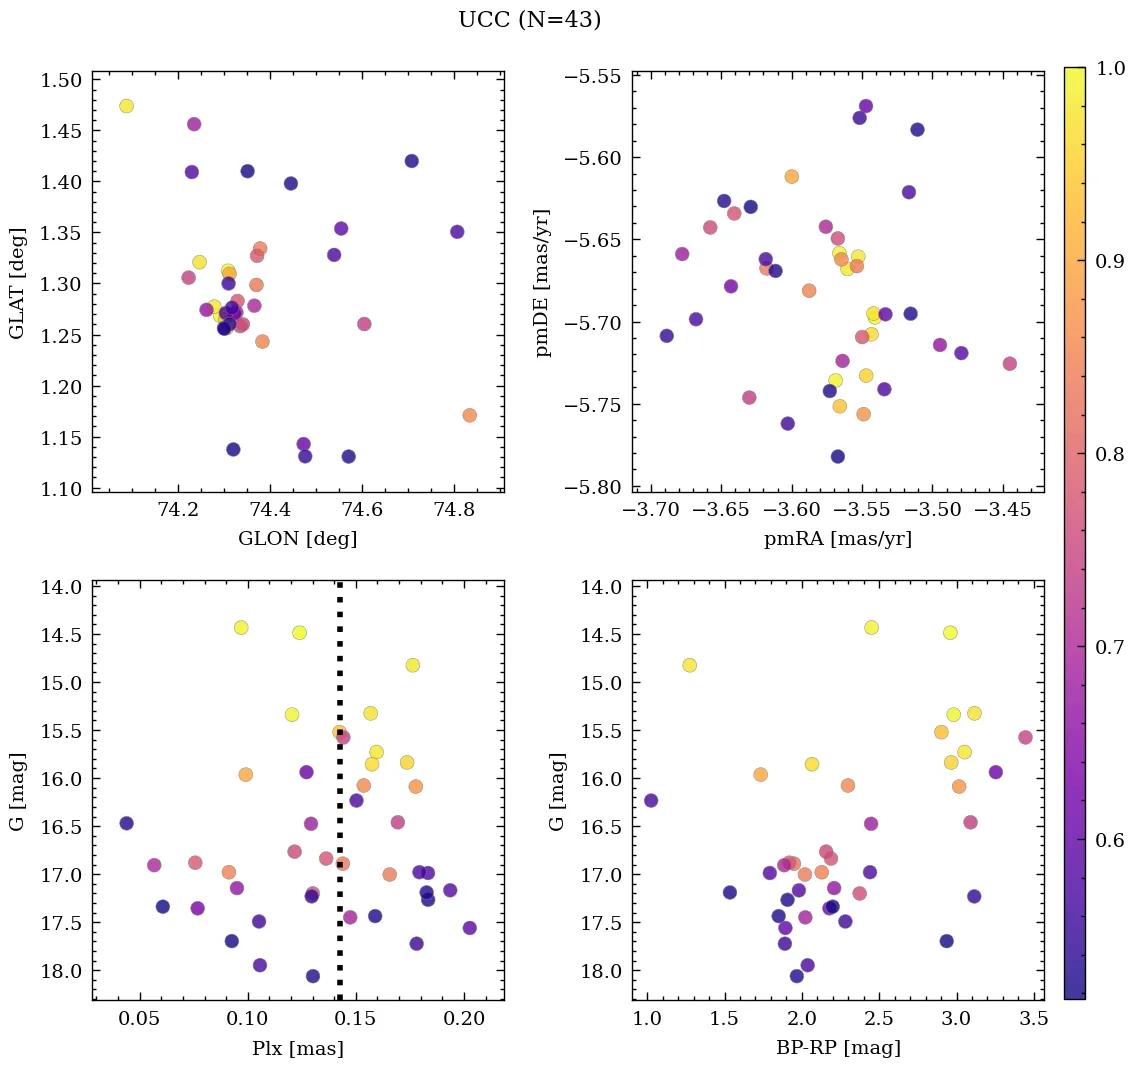 UCC (N=43)
1.50
1.45
1.40
1.35
1.30
1.25
1.20
1.15
1.10
GLAT [deg]
74.2 74.4 74.6 74.8
GLON [deg]
−5.55
−5.60
−5.65
−5.70
−5.75
−5.80
pmDE [mas/yr]
−3.70 −3.65 −3.60 −3.55 −3.50 −3.45
pmRA [mas/yr]
14.0
14.5
15.0
15.5
16.0
16.5
17.0
17.5
18.0
G [mag]
0.05 0.10 0.15 0.20
Plx [mas]
14.0
14.5
15.0
15.5
16.0
16.5
17.0
17.5
18.0
G [mag]
1.0 1.5 2.0 2.5 3.0 3.5
BP-RP [mag]
1.0
0.9
0.8
0.7
0.6